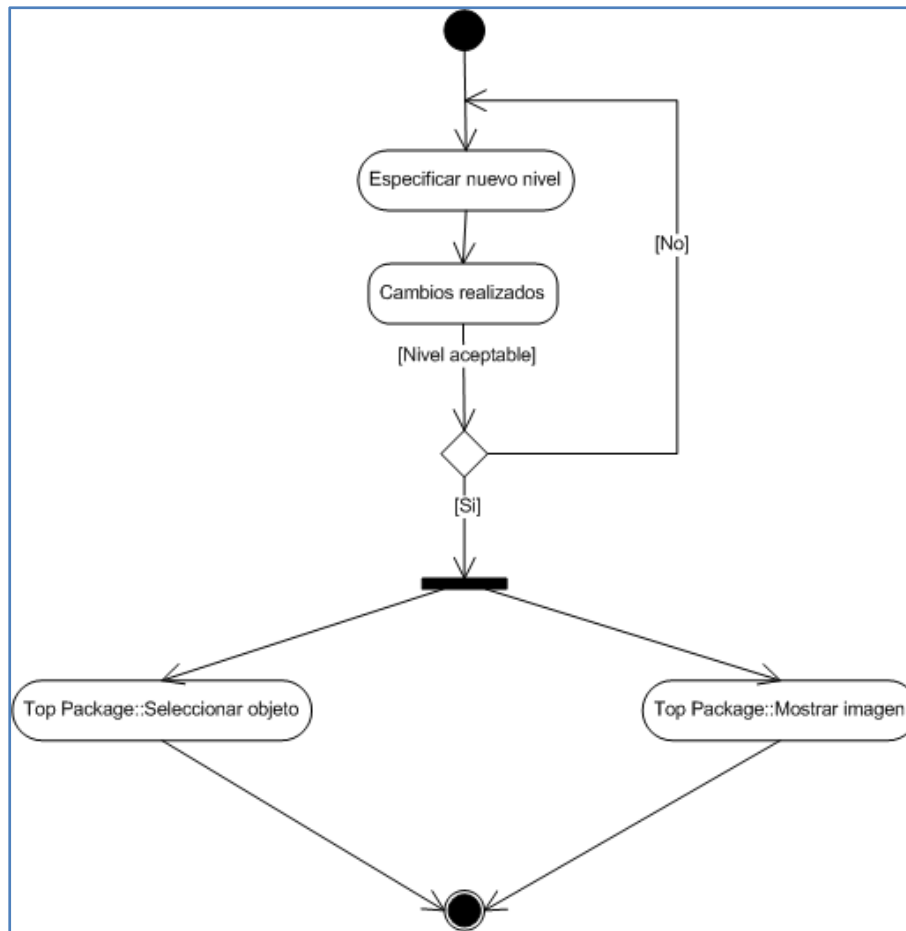 Especificar nuevo nivel
[No]
Cambios realizados
[Nivel aceptable]
[Si]
Top Package::Seleccionar objeto
Top Package::Mostrar imagen